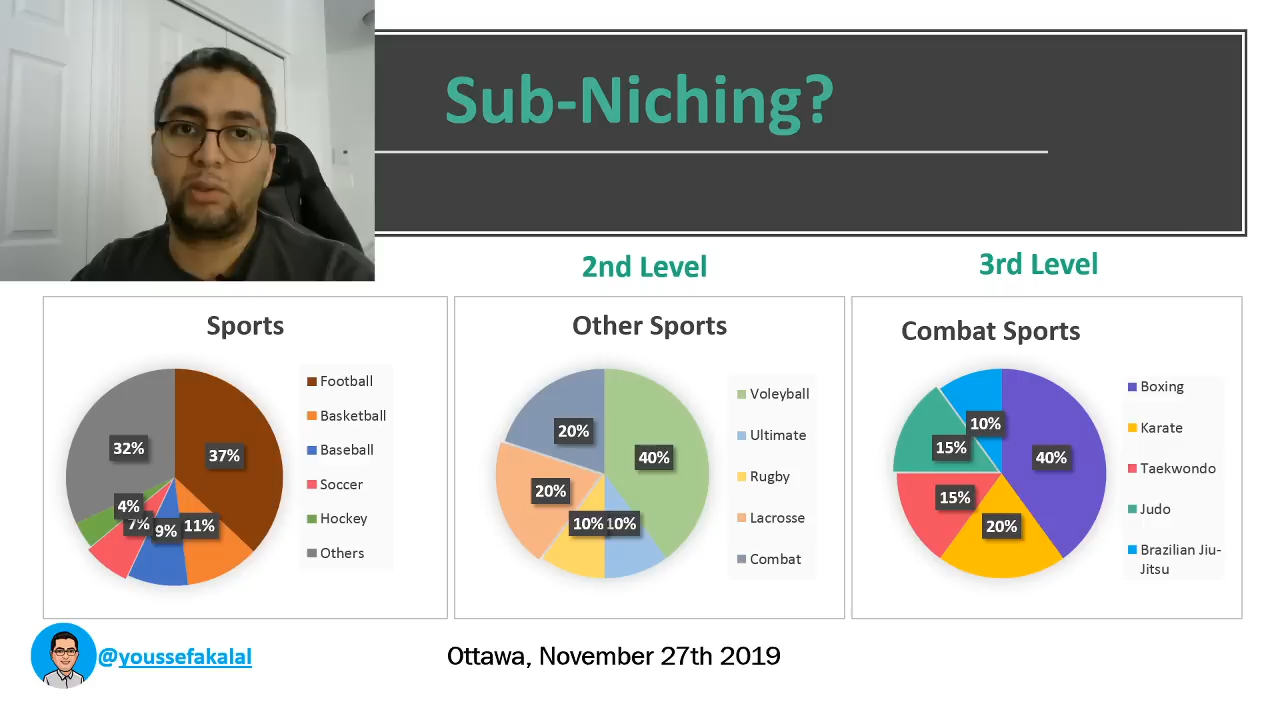 Sub-Niching?
2nd Level
3rd Level
Sports
37%
11%
9%
7%
4%
32%
Football
Basketball
Baseball
Soccer
Hockey
Others
Other Sports
40%
10%
10%
20%
20%
Voleyball
Ultimate
Rugby
Lacrosse
Combat
Combat Sports
40%
20%
15%
15%
10%
Boxing
Karate
Taekwondo
Judo
Brazilian Jiu-
Jitsu
@youssefakalal
Ottawa, November 27th 2019